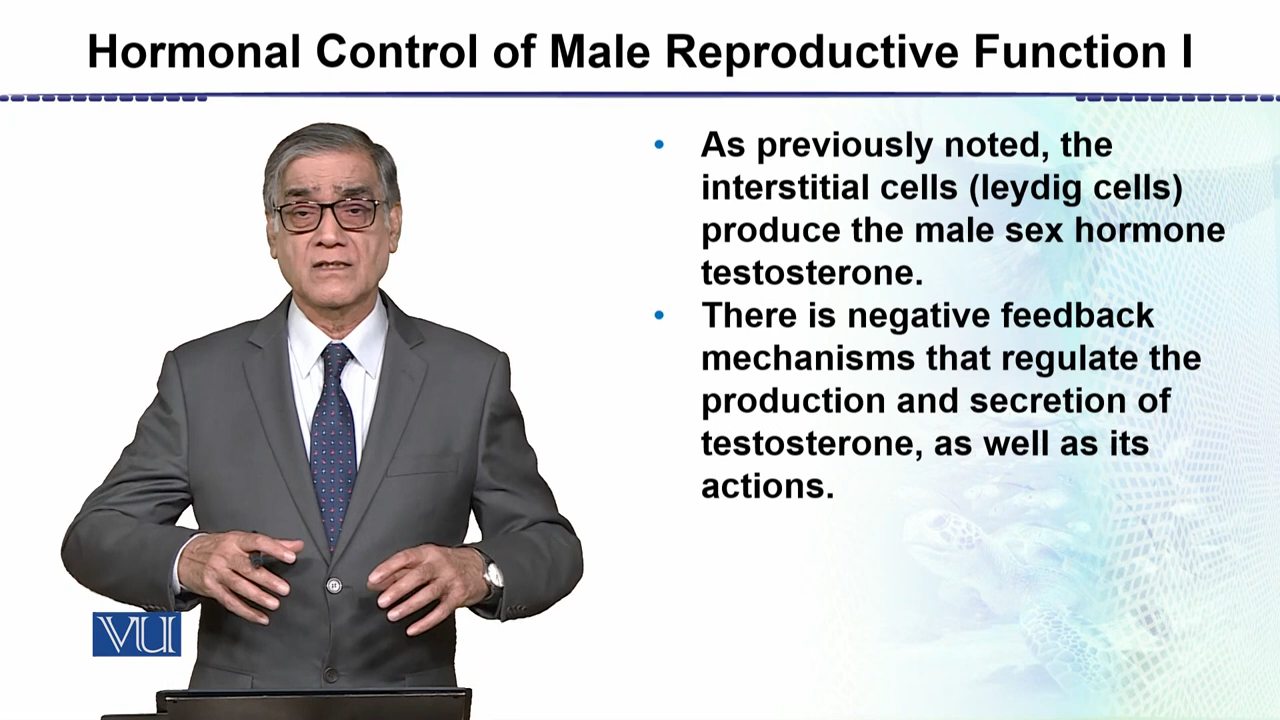 Hormonal Control of Male Reproductive Function I
• As previously noted, the
interstitial cells (leydig cells)
produce the male sex hormone
testosterone.
• There is negative feedback
mechanisms that regulate the
production and secretion of
testosterone, as well as its
actions.
VU